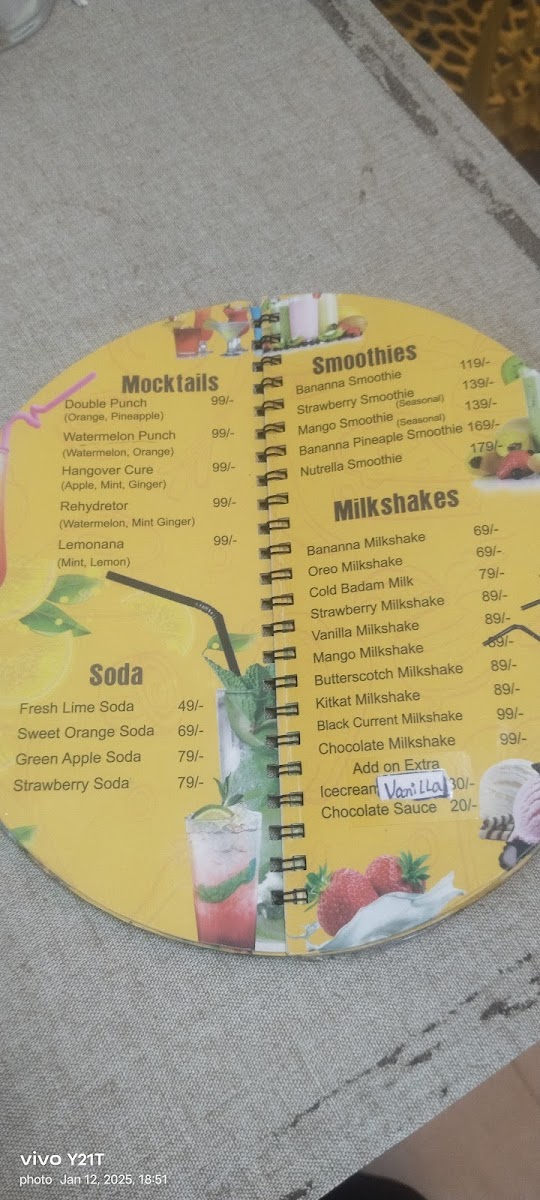 Mocktails
Double Punch 99/-
(Orange, Pineapple)
Watermelon Punch 99/-
(Watermelon, Orange)
Hangover Cure 99/-
(Apple, Mint, Ginger)
Rehydretor 99/-
(Watermelon, Mint Ginger)
Lemonana 99/-
(Mint, Lemon)
Soda
Fresh Lime Soda 49/-
Sweet Orange Soda 69/-
Green Apple Soda 79/-
Strawberry Soda 79/-
Smoothies
Bananna Smoothie 119/-
Strawberry Smoothie (Seasonal) 139/-
Mango Smoothie (Seasonal) 139/-
Bananna Pineaple Smoothie 169/-
Nutrella Smoothie 179/-
Milkshakes
Bananna Milkshake 69/-
Oreo Milkshake 69/-
Cold Badam Milk 79/-
Strawberry Milkshake 89/-
Vanilla Milkshake 89/-
Mango Milkshake 89/-
Butterscotch Milkshake 89/-
Kitkat Milkshake 89/-
Black Current Milkshake 99/-
Chocolate Milkshake 99/-
Add on Extra
Icecream Vanilla 30/-
Chocolate Sauce 20/-
vivo Y21T
photo Jan 12, 2025, 18:51